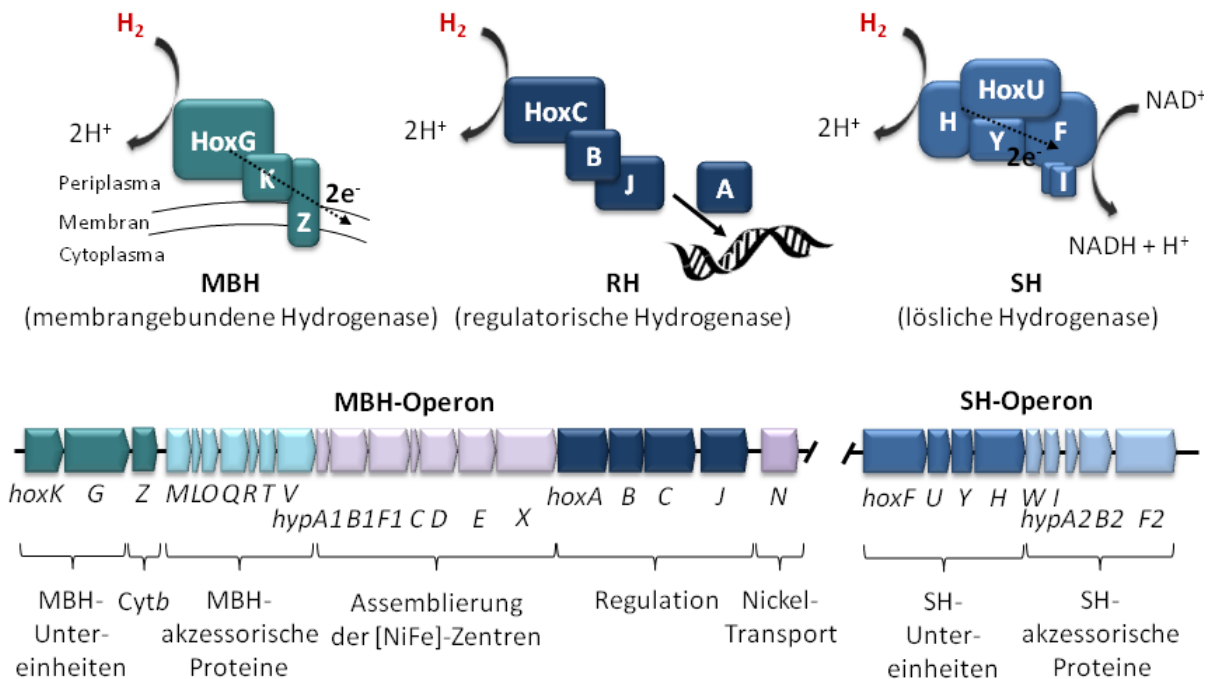 H2
2H+
HoxG
K
Z
2e-
Periplasma
Membran
Cytoplasma
MBH
(membrangebundene Hydrogenase)
H2
2H+
HoxC
B
J
A
RH
(regulatorische Hydrogenase)
H2
2H+
H
HoxU
Y
F
2e-
I
NAD+
NADH + H+
SH
(lösliche Hydrogenase)
MBH-Operon
SH-Operon
hoxK G Z M L O Q R T V hoxA B C J N hoxF U Y H W I
hypA1 B1 F1 C D E X hypA2 B2 F2
MBH-
Unter-
einheiten
Cytb
MBH-
akzessorische
Proteine
Assemblierung
der [NiFe]-Zentren
Regulation
Nickel-
Transport
SH-
Unter-
einheiten
SH-
akzessorische
Proteine